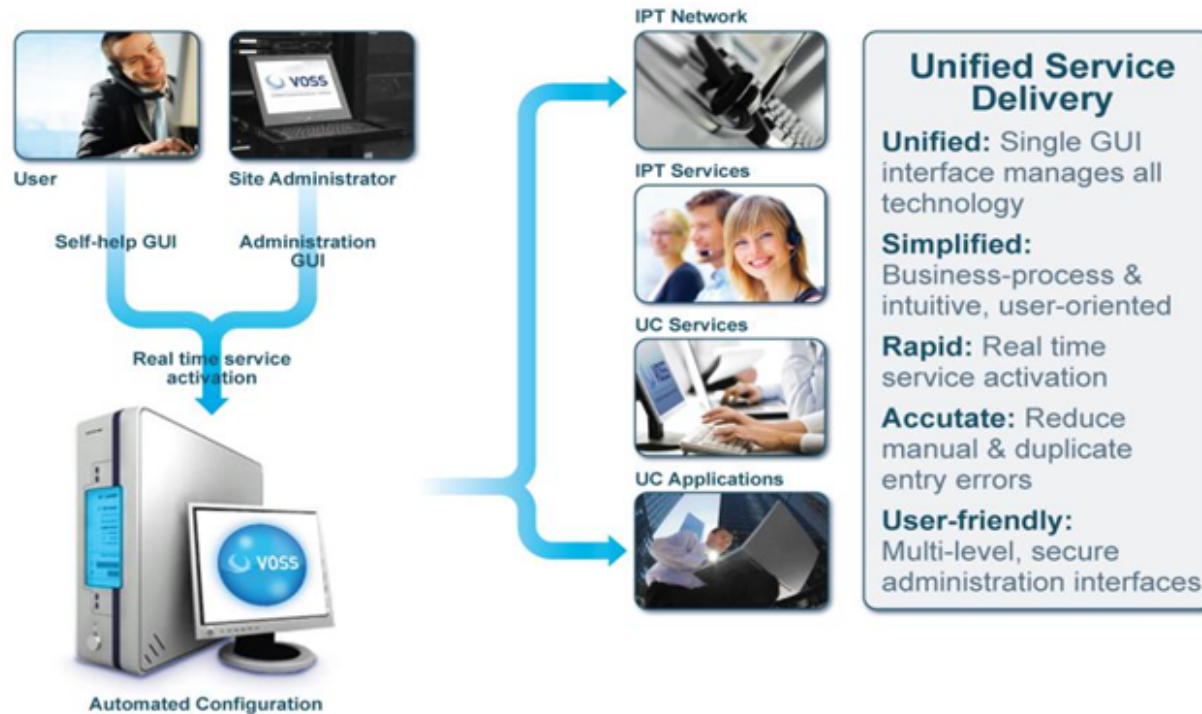 IPT Network
User
Site Administrator
VOSS
Self-help GUI
Administration
GUI
Real time service
activation
VOSS
Automated Configuration
IPT Services
UC Services
UC Applications
Unified Service
Delivery
Unified: Single GUI
interface manages all
technology
Simplified:
Business-process &
intuitive, user-oriented
Rapid: Real time
service activation
Accutate: Reduce
manual & duplicate
entry errors
User-friendly:
Multi-level, secure
administration interfaces